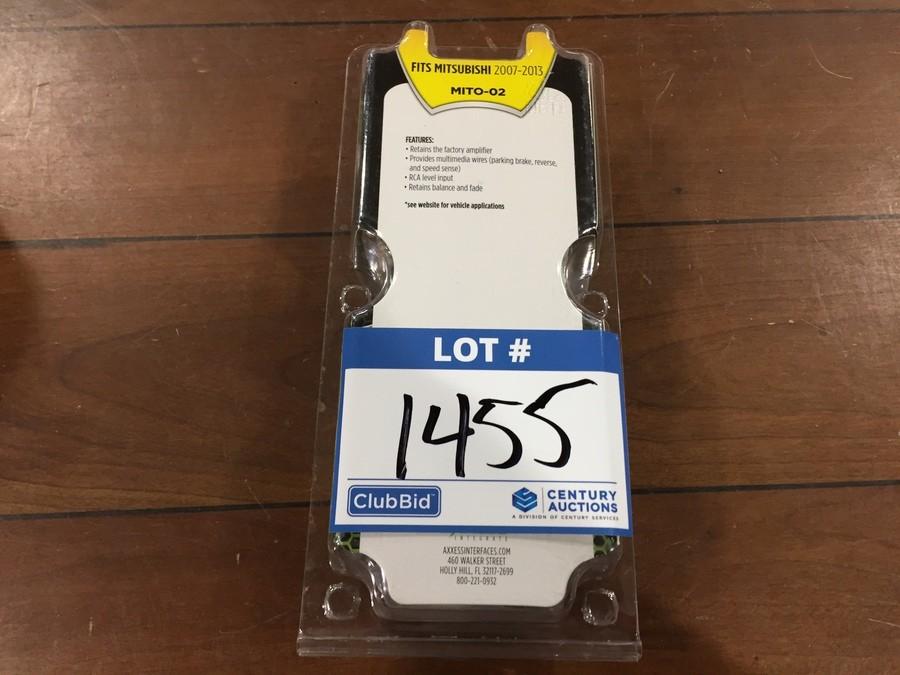 FITS MITSUBISHI 2007-2013
MITO-02
FEATURES:
• Retains the factory amplifier
• Provides multimedia wires (parking brake, reverse,
and speed sense)
• RCA level input
• Retains balance and fade
*see website for vehicle applications
LOT #
1455
ClubBid
CENTURY
AUCTIONS
A DIVISION OF CENTURY SERVICES
INTEGRATE
AXXESSINTERFACES.COM
460 WALKER STREET
HOLLY HILL, FL 32117-2699
800-221-0932